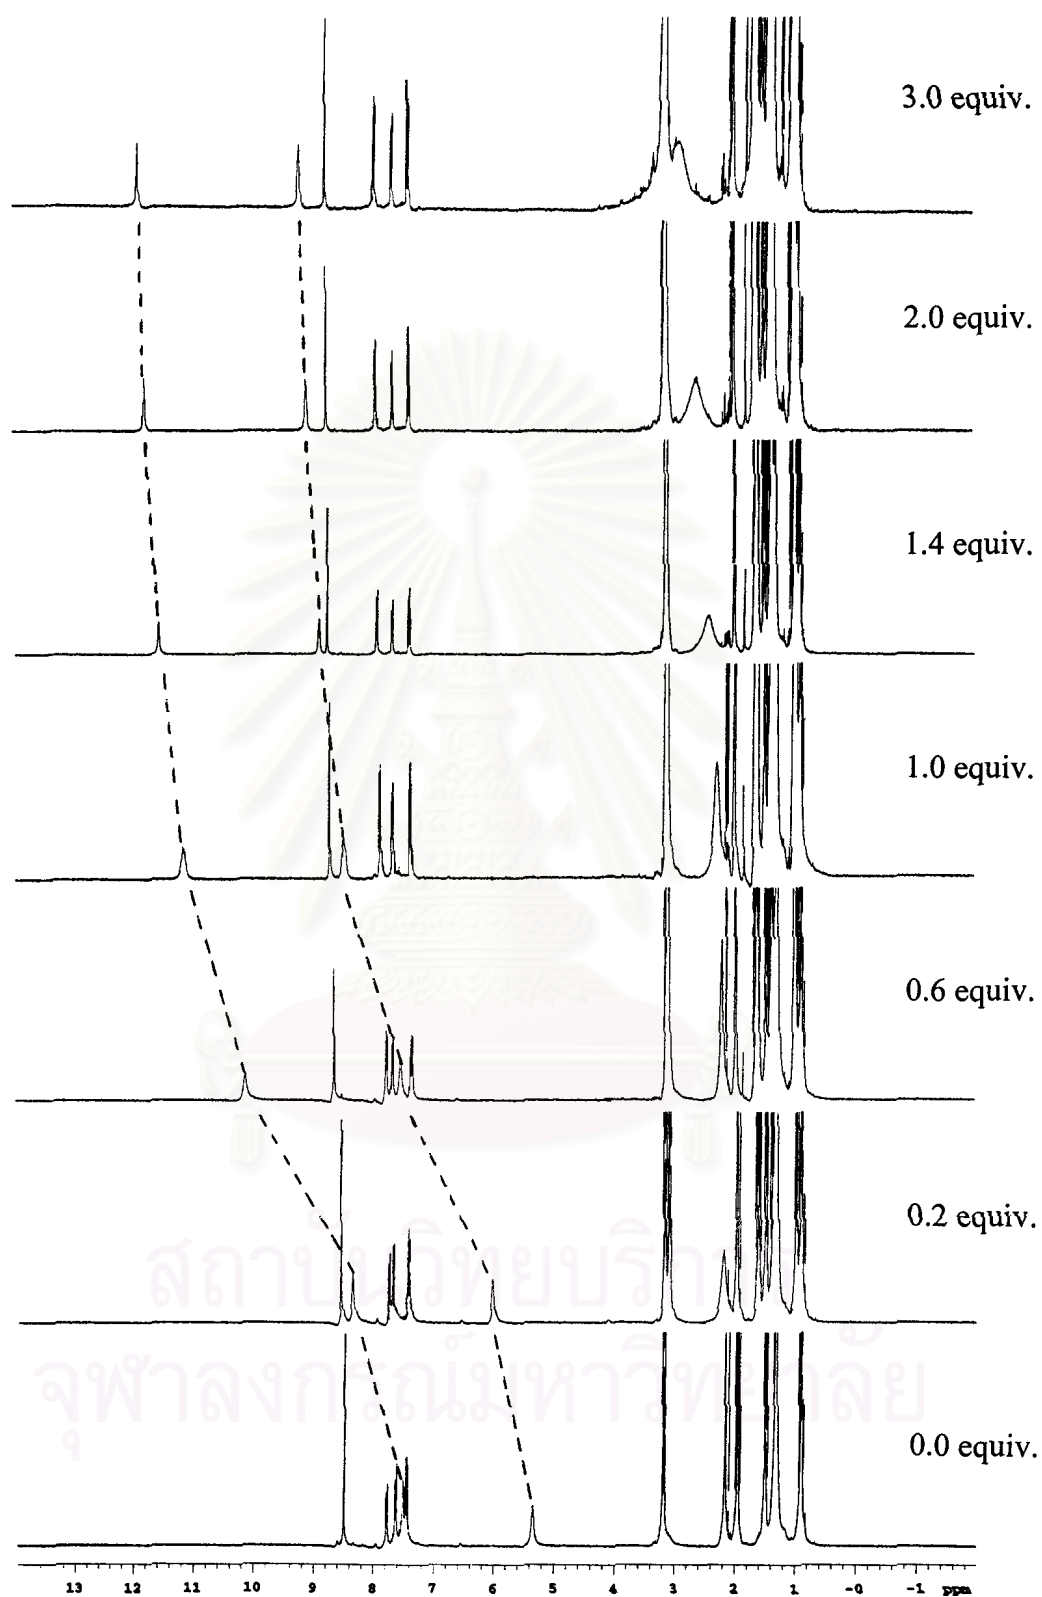 3.0 equiv.
2.0 equiv.
1.4 equiv.
1.0 equiv.
0.6 equiv.
0.2 equiv.
สถาบันวิทยบริการ
จุฬาลงกรณ์มหาวิทยาลัย
0.0 equiv.
13 12 11 10 9 8 7 6 5 4 3 2 1 -0 -1 ppm